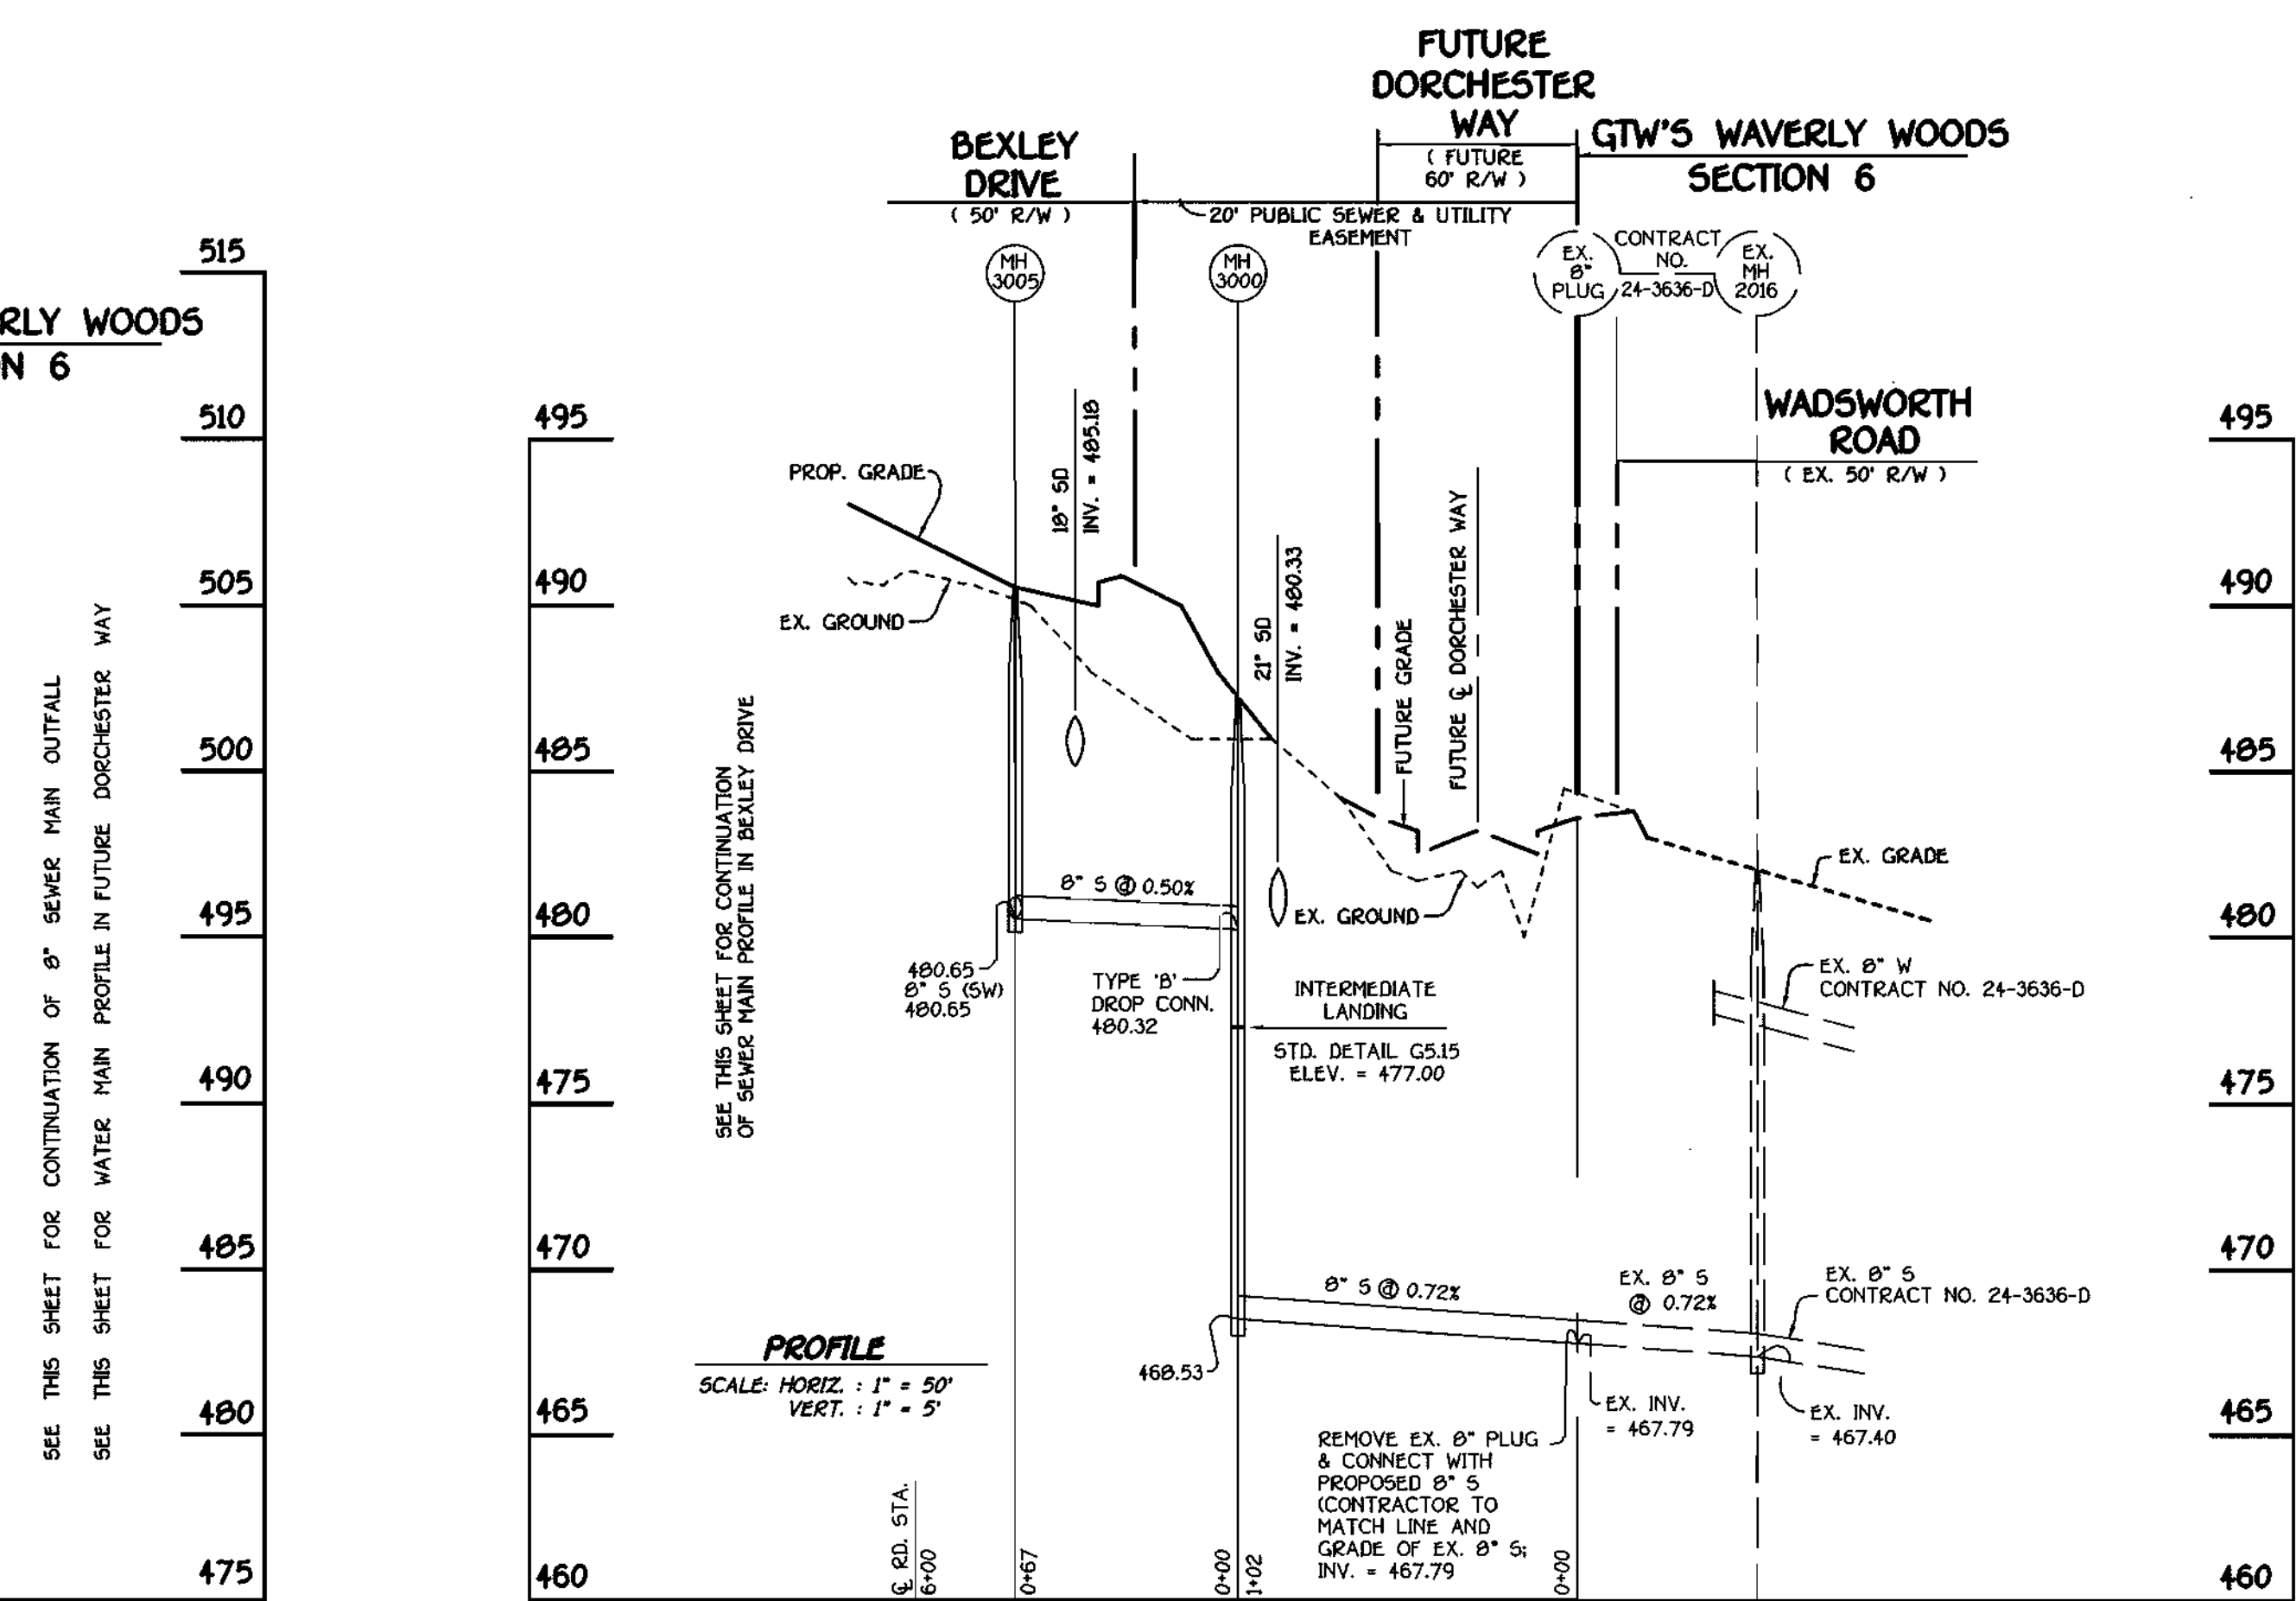 FUTURE
DORCHESTER
WAY
( FUTURE
60' R/W )
GTW'S WAVERLY WOODS
SECTION 6
BEXLEY
DRIVE
( 50' R/W )
20' PUBLIC SEWER & UTILITY
EASEMENT
MH
3005
MH
3000
EX.
8"
PLUG
CONTRACT
NO.
24-3636-D
EX.
MH
2016
RLY WOODS
N 6
515
510
505
500
495
490
485
480
475
SEE THIS SHEET FOR CONTINUATION OF 8" SEWER MAIN OUTFALL
SEE THIS SHEET FOR WATER MAIN PROFILE IN FUTURE DORCHESTER WAY
495
490
485
480
475
470
465
460
WADSWORTH
ROAD
( EX. 50' R/W )
PROP. GRADE
EX. GROUND
18" SD
INV. = 485.18
21" SD
INV. = 480.33
FUTURE GRADE
FUTURE ℄ DORCHESTER WAY
SEE THIS SHEET FOR CONTINUATION
OF SEWER MAIN PROFILE IN BEXLEY DRIVE
8" S @ 0.50%
EX. GROUND
EX. GRADE
480.65
8" S (SW)
480.65
TYPE 'B'
DROP CONN.
480.32
INTERMEDIATE
LANDING
STD. DETAIL G5.15
ELEV. = 477.00
EX. 8" W
CONTRACT NO. 24-3636-D
8" S @ 0.72%
EX. 8" S
@ 0.72%
EX. 8" S
CONTRACT NO. 24-3636-D
468.53
PROFILE
SCALE: HORIZ. : 1" = 50'
VERT. : 1" = 5'
EX. INV.
= 467.79
EX. INV.
= 467.40
REMOVE EX. 8" PLUG
& CONNECT WITH
PROPOSED 8" S
(CONTRACTOR TO
MATCH LINE AND
GRADE OF EX. 8" S;
INV. = 467.79
℄ RD. STA.
6+00
0+67
0+00
1+02
0+00
495
490
485
480
475
470
465
460